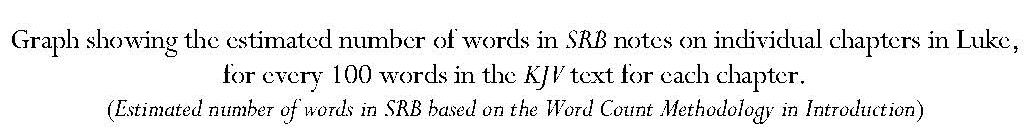 Graph showing the estimated number of words in SRB notes on individual chapters in Luke,
for every 100 words in the KJV text for each chapter.
(Estimated number of words in SRB based on the Word Count Methodology in Introduction)